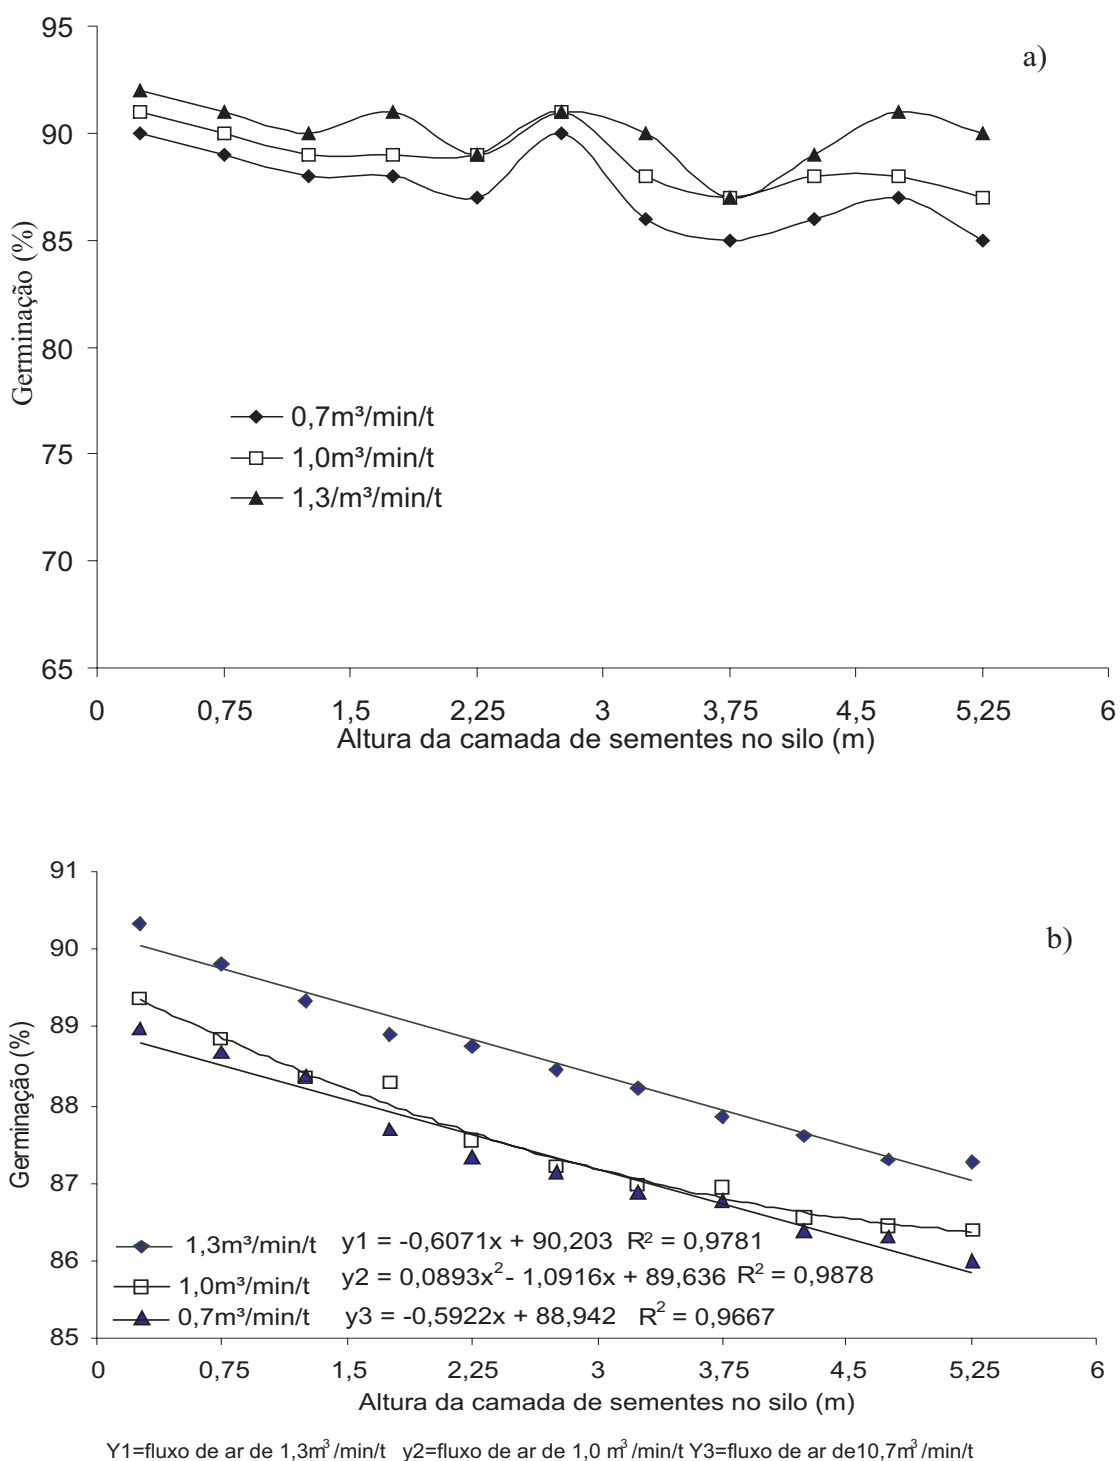 95
a)
90
85
80
75
70
65
Germinação (%)
0,7m³/min/t
1,0m³/min/t
1,3/m³/min/t
0 0,75 1,5 2,25 3 3,75 4,5 5,25 6
Altura da camada de sementes no silo (m)
91
b)
90
89
88
87
86
85
Germinação (%)
1,3m³/min/t y1 = -0,6071x + 90,203 R² = 0,9781
1,0m³/min/t y2 = 0,0893x² - 1,0916x + 89,636 R² = 0,9878
0,7m³/min/t y3 = -0,5922x + 88,942 R² = 0,9667
0 0,75 1,5 2,25 3 3,75 4,5 5,25 6
Altura da camada de sementes no silo (m)
Y1=fluxo de ar de 1,3m³/min/t y2=fluxo de ar de 1,0 m³/min/t Y3=fluxo de ar de10,7m³/min/t